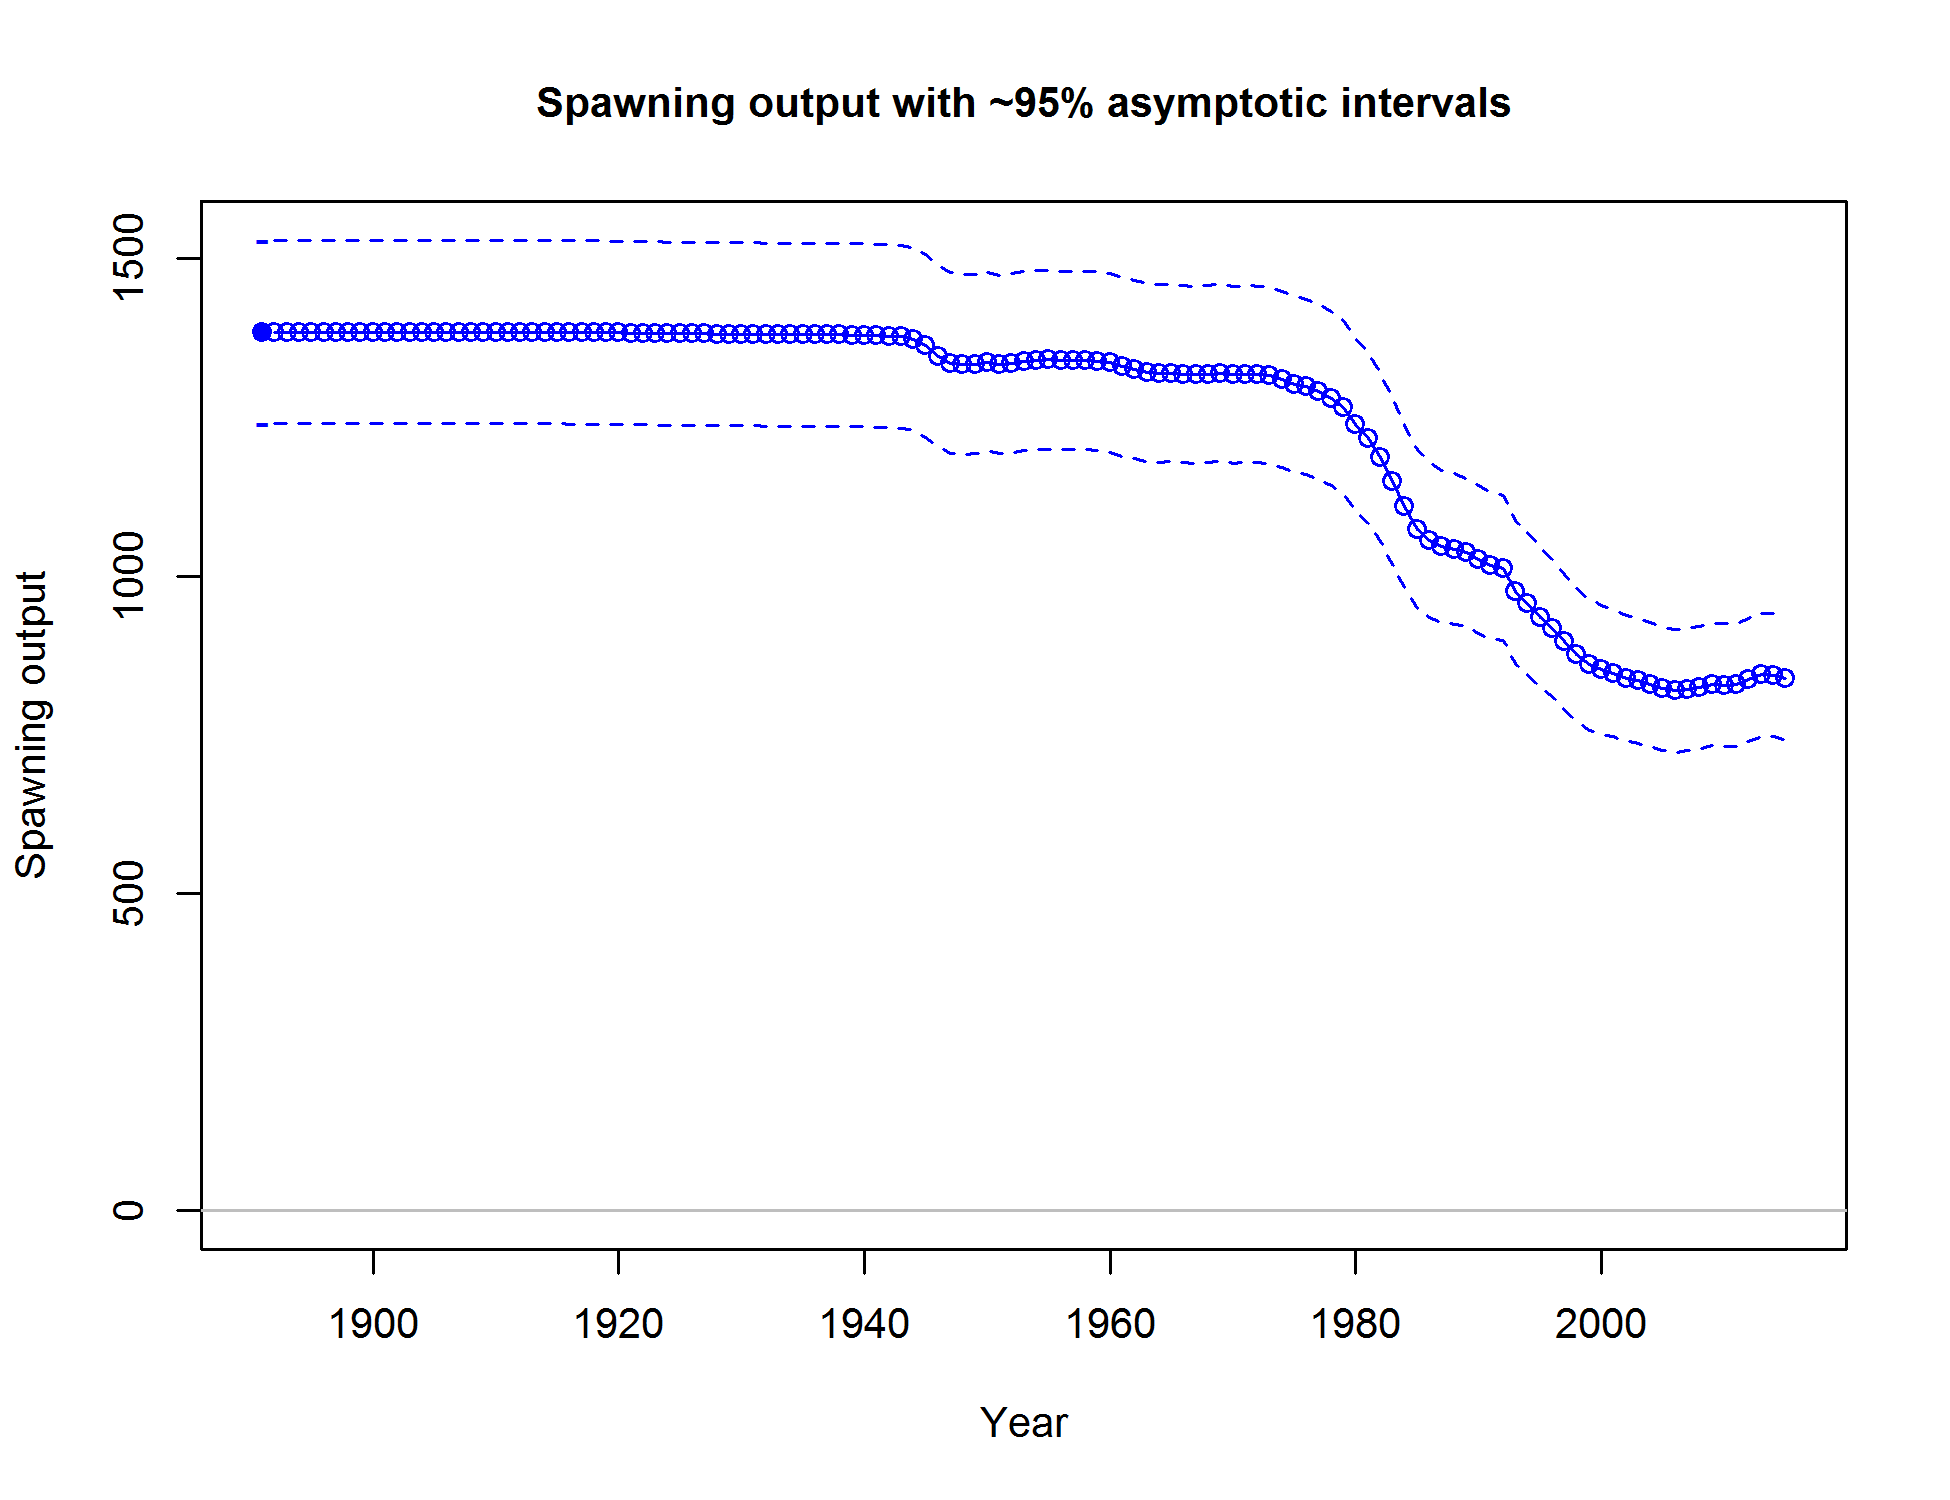 Spawning output with ~95% asymptotic intervals
Spawning output
1500
1000
500
0
1900 1920 1940 1960 1980 2000
Year